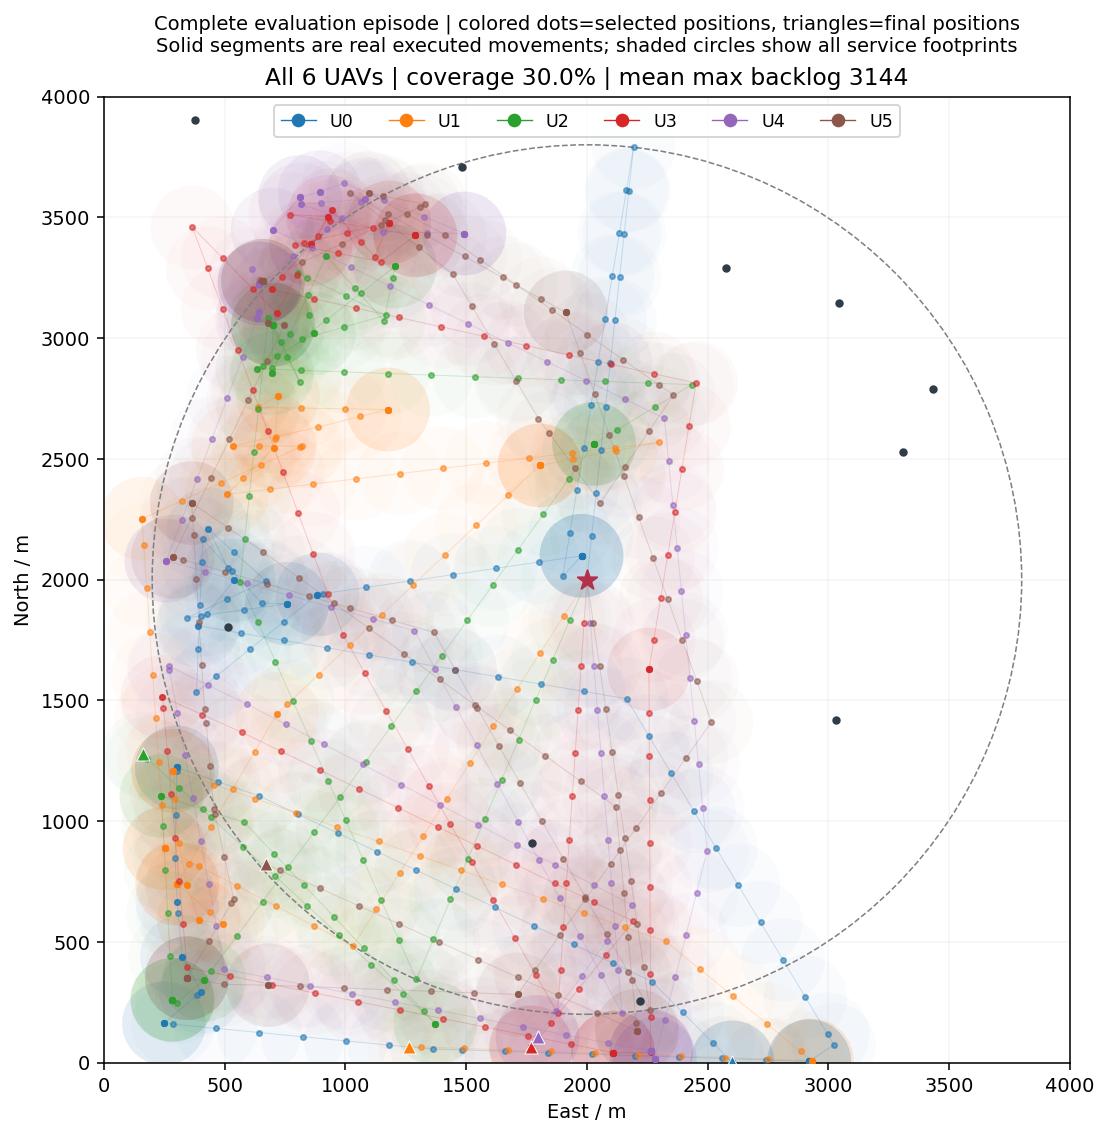 Complete evaluation episode | colored dots=selected positions, triangles=final positions
Solid segments are real executed movements; shaded circles show all service footprints
All 6 UAVs | coverage 30.0% | mean max backlog 3144
U0 U1 U2 U3 U4 U5
4000
3500
3000
2500
2000
1500
1000
500
0
North / m
0 500 1000 1500 2000 2500 3000 3500 4000
East / m